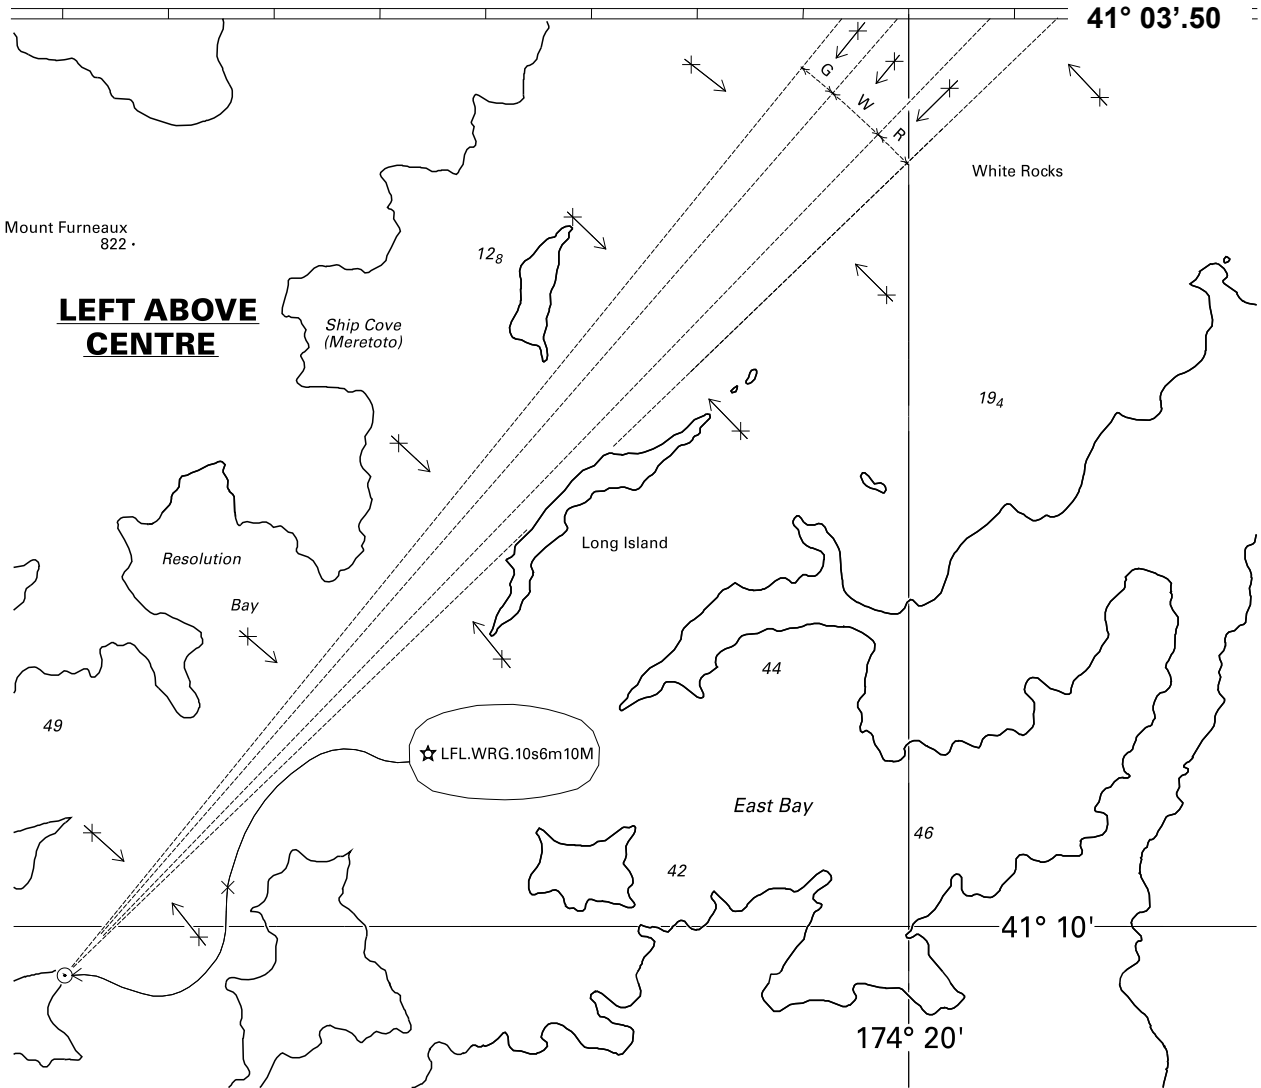 41° 03'.50
G
W
R
White Rocks
Mount Furneaux
822
12₈
LEFT ABOVE
CENTRE
Ship Cove
(Meretoto)
19₄
Resolution
Bay
Long Island
44
49
LFL.WRG.10s6m10M
East Bay
46
42
41° 10'
174° 20'